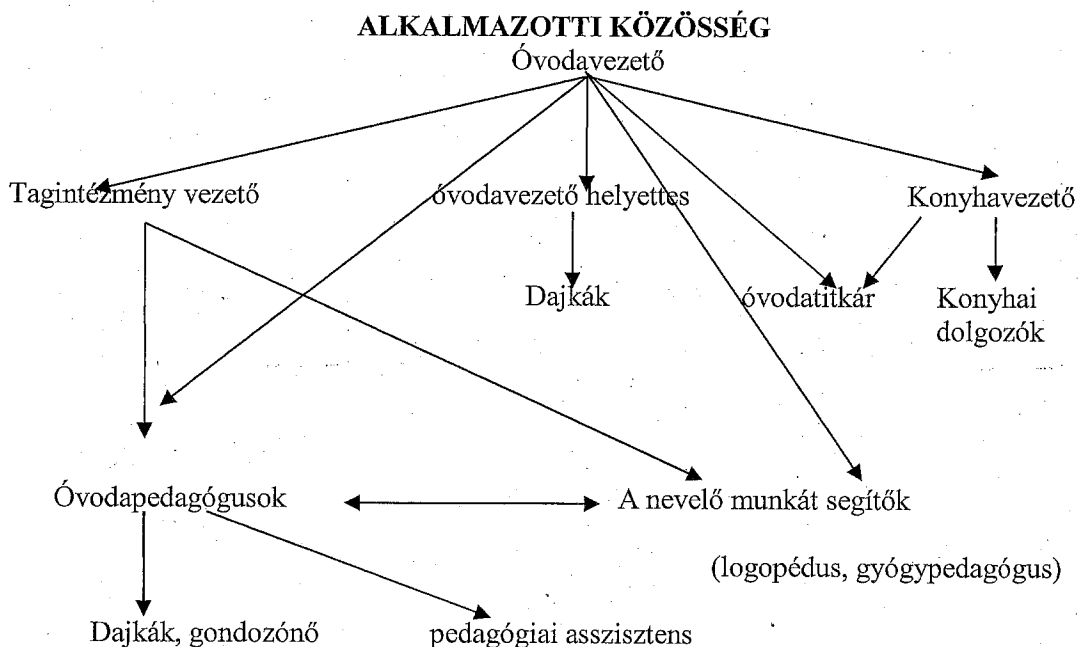 ALKALMAZOTTI KÖZÖSSÉG
Óvodavezető
Tagintézmény vezető
óvodavezető helyettes
Konyhavezető
Dajkák
óvodatitkár
Konyhai
dolgozók
Óvodapedagógusok
A nevelő munkát segítők
(logopédus, gyógypedagógus)
Dajkák, gondozónő
pedagógiai asszisztens